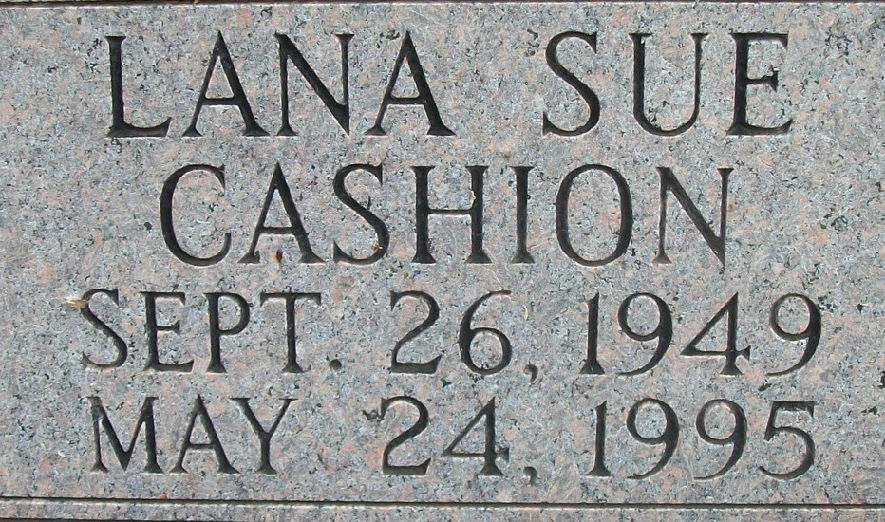 LANA SUE
CASHION
SEPT. 26, 1949
MAY 24, 1995